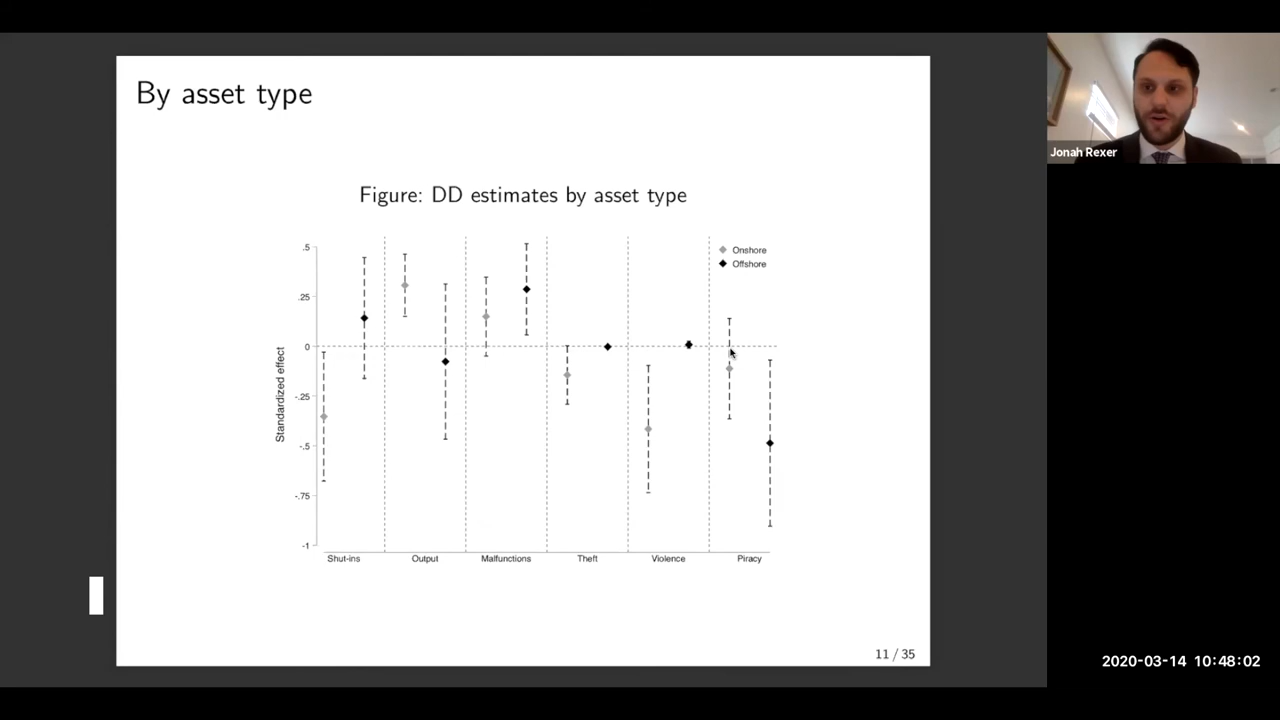 By asset type
Figure: DD estimates by asset type
.5
.25
0
-.25
-.5
-.75
-1
Standardized effect
Onshore
Offshore
Shut-ins
Output
Malfunctions
Theft
Violence
Piracy
11 / 35
Jonah Rexer
2020-03-14 10:48:02